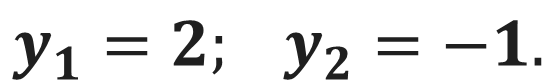 y₁ = 2; y₂ = −1.